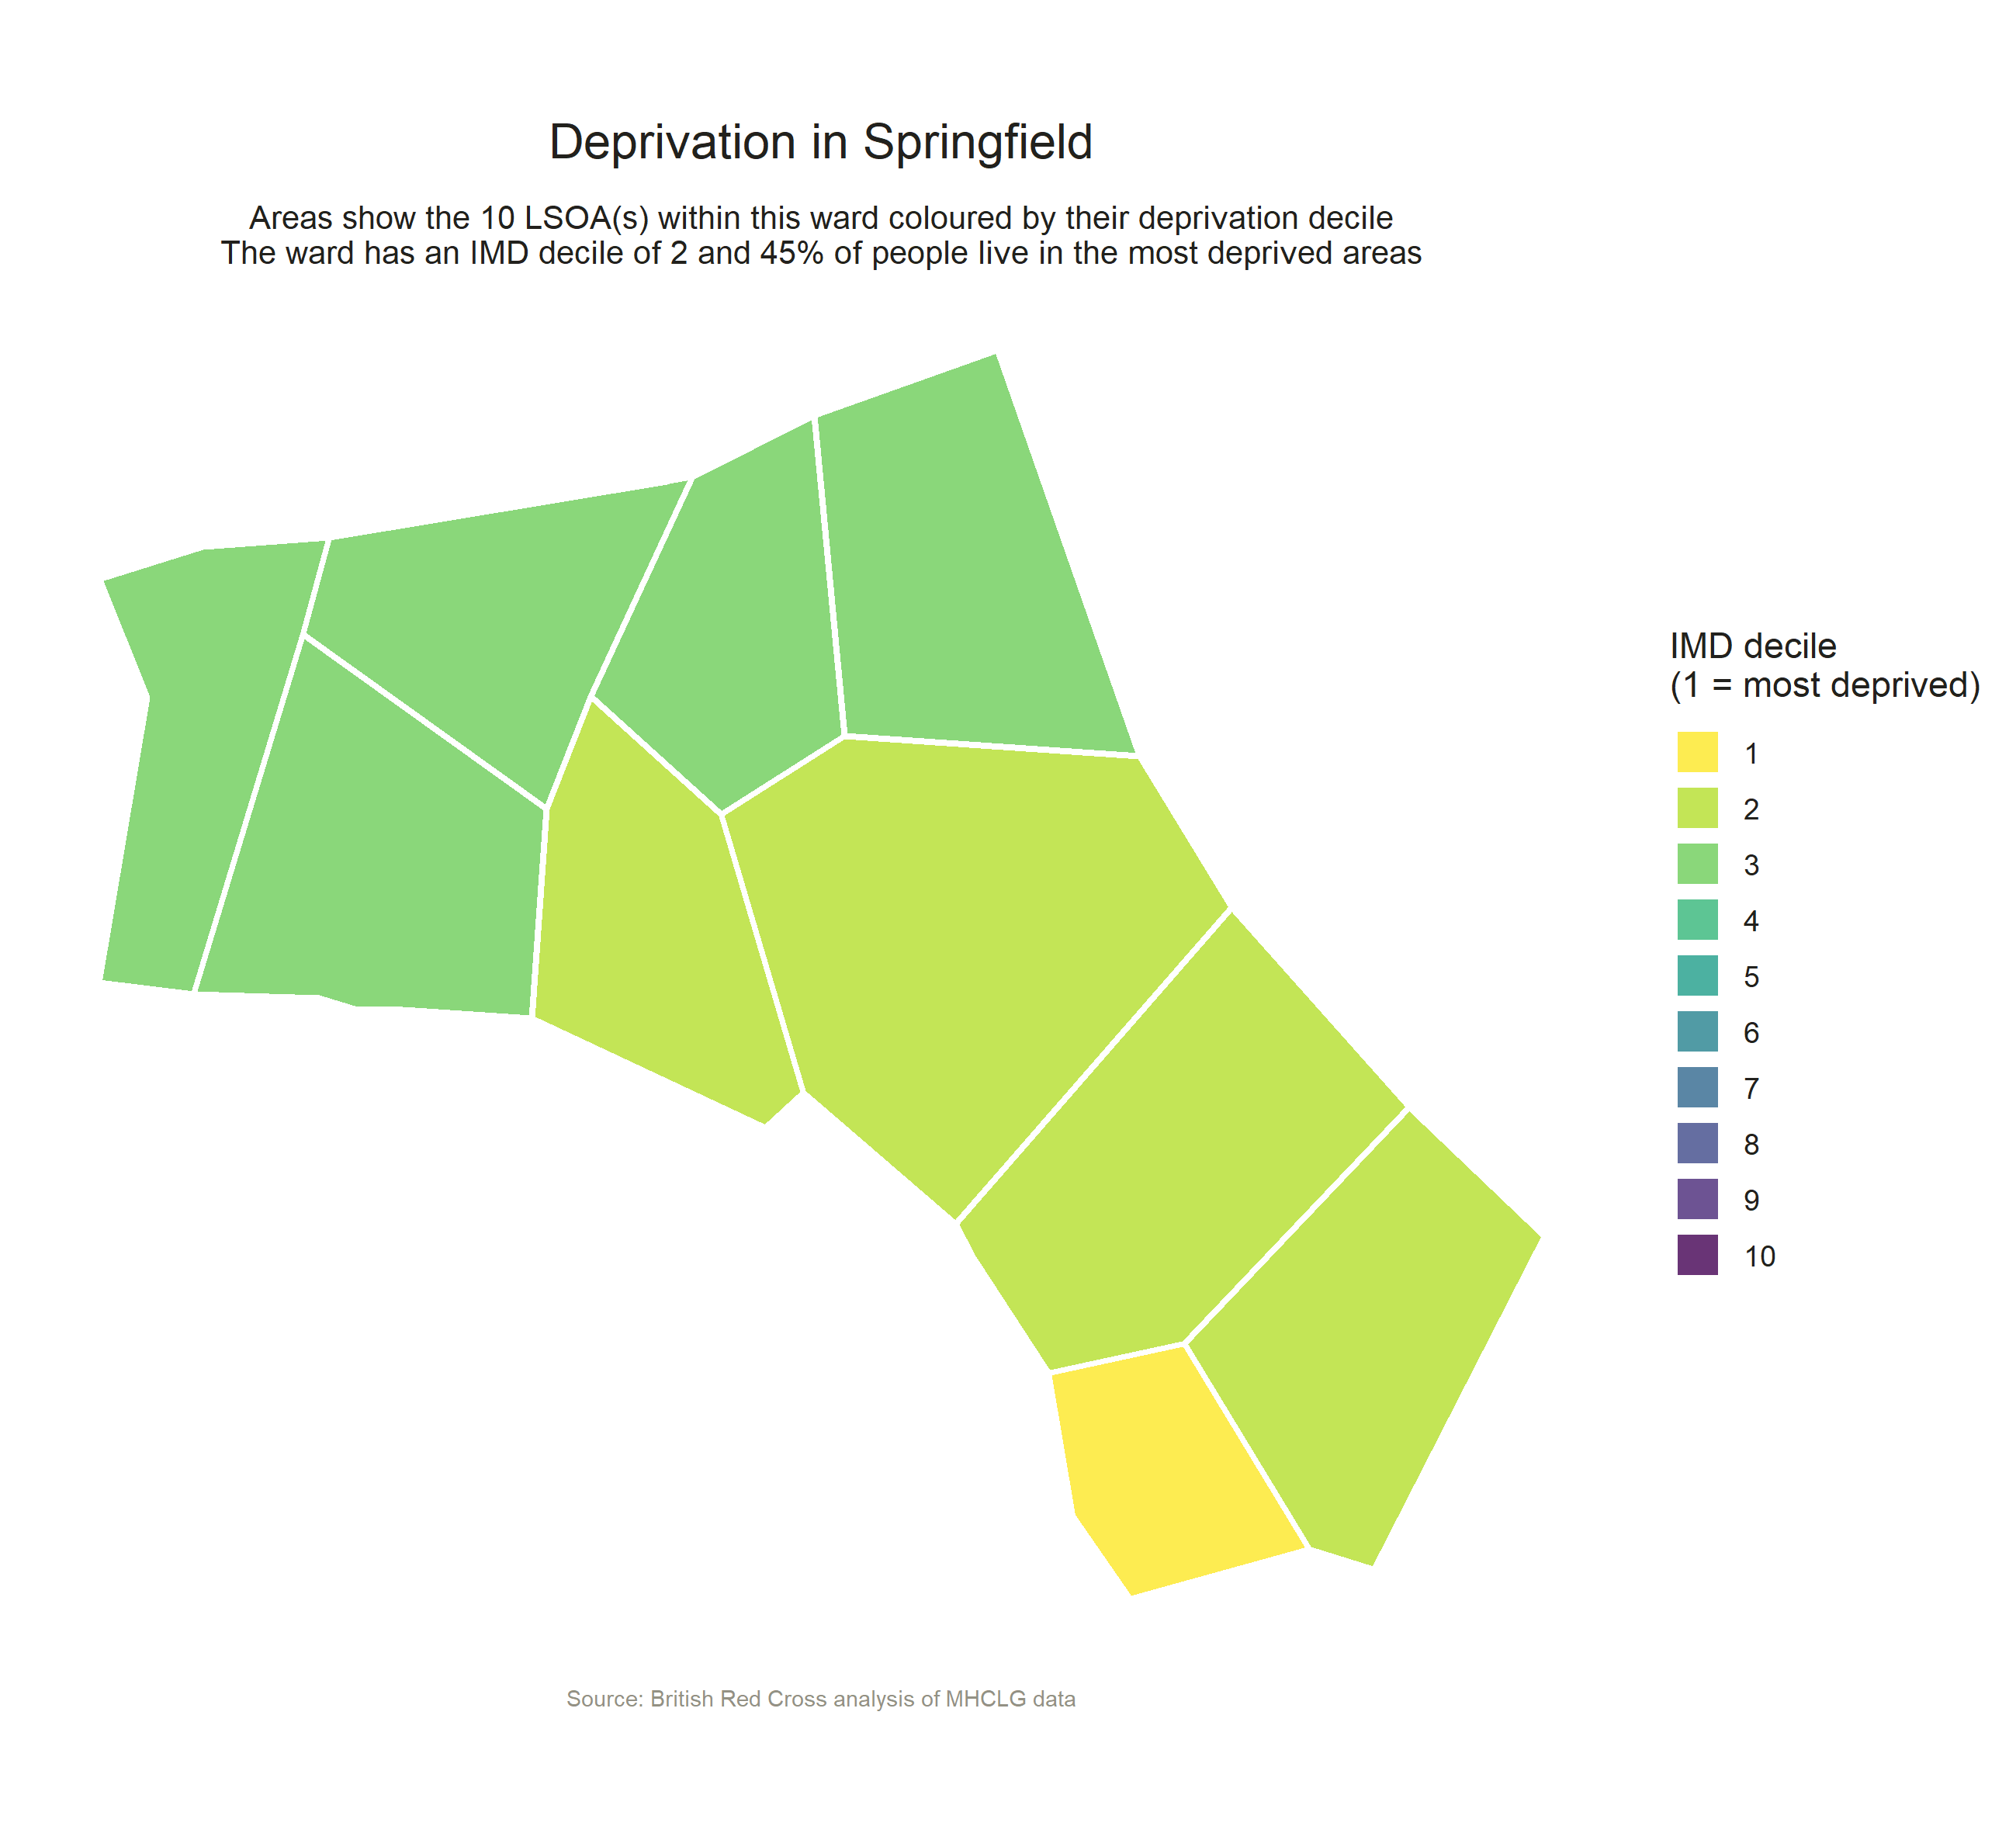 Deprivation in Springfield
Areas show the 10 LSOA(s) within this ward coloured by their deprivation decile
The ward has an IMD decile of 2 and 45% of people live in the most deprived areas
IMD decile
(1 = most deprived)
1
2
3
4
5
6
7
8
9
10
Source: British Red Cross analysis of MHCLG data